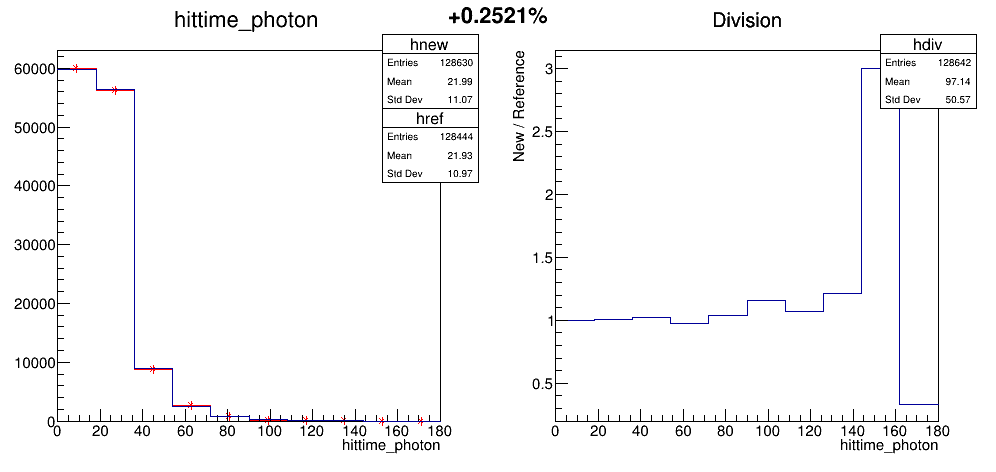 +0.2521%
hittime_photon
hnew
Entries 128630
Mean 21.99
Std Dev 11.07
href
Entries 128444
Mean 21.93
Std Dev 10.97
60000
50000
40000
30000
20000
10000
0
0 20 40 60 80 100 120 140 160 180
hittime_photon
Division
hdiv
Entries 128642
Mean 97.14
Std Dev 50.57
New / Reference
3
2.5
2
1.5
1
0.5
0 20 40 60 80 100 120 140 160 180
hittime_photon